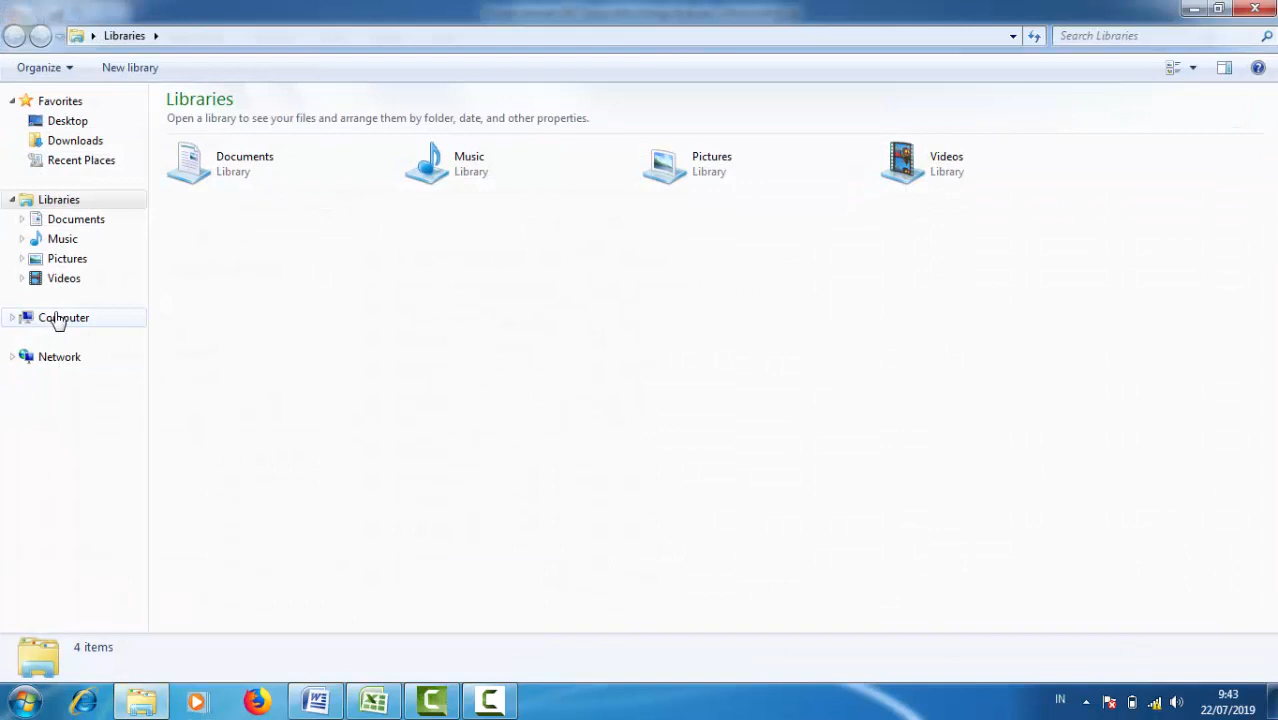 Libraries
Search Libraries
Organize
New library
Favorites
Desktop
Downloads
Recent Places
Libraries
Documents
Music
Pictures
Videos
Computer
Network
Libraries
Open a library to see your files and arrange them by folder, date, and other properties.
Documents
Library
Music
Library
Pictures
Library
Videos
Library
4 items
IN
9:43
22/07/2019